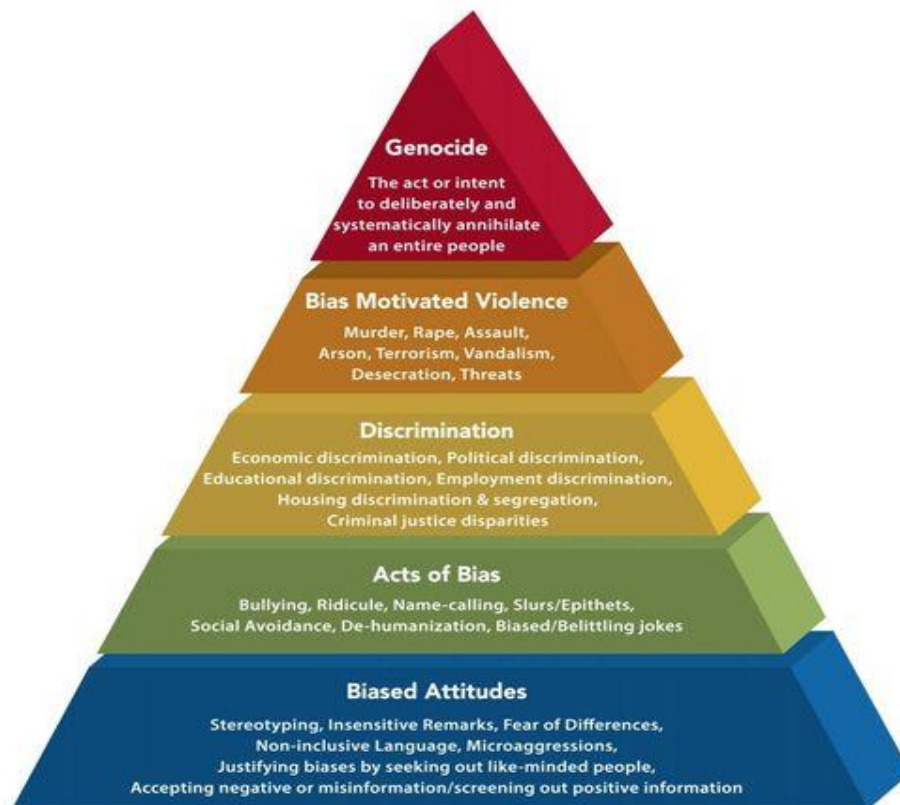 Genocide
The act or intent
to deliberately and
systematically annihilate
an entire people
Bias Motivated Violence
Murder, Rape, Assault,
Arson, Terrorism, Vandalism,
Desecration, Threats
Discrimination
Economic discrimination, Political discrimination,
Educational discrimination, Employment discrimination,
Housing discrimination & segregation,
Criminal justice disparities
Acts of Bias
Bullying, Ridicule, Name-calling, Slurs/Epithets,
Social Avoidance, De-humanization, Biased/Belittling jokes
Biased Attitudes
Stereotyping, Insensitive Remarks, Fear of Differences,
Non-inclusive Language, Microaggressions,
Justifying biases by seeking out like-minded people,
Accepting negative or misinformation/screening out positive information